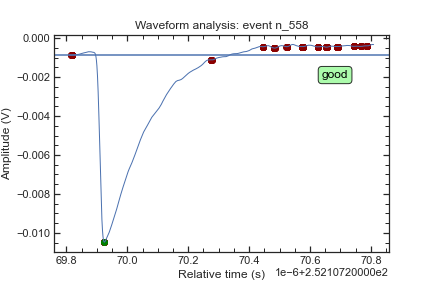 Waveform analysis: event n_558
0.000
−0.002
−0.004
−0.006
−0.008
−0.010
Amplitude (V)
good
69.8 70.0 70.2 70.4 70.6 70.8
Relative time (s)
1e-6+2.5210720000e2